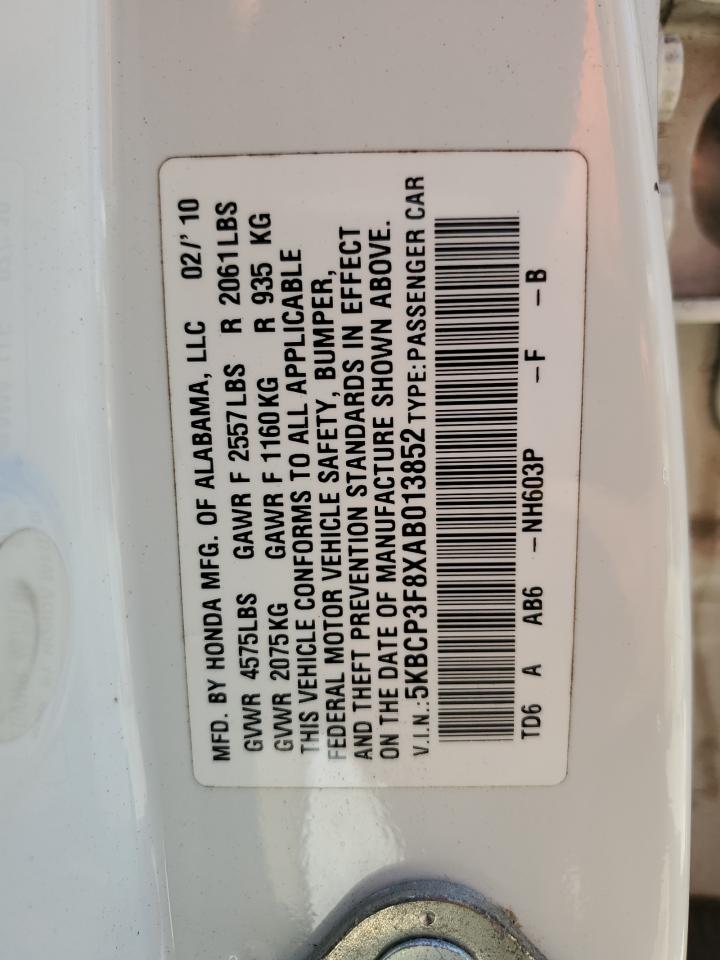 MFD. BY HONDA MFG. OF ALABAMA, LLC 02/'10
GVWR 4575LBS GAWR F 2557LBS R 2061LBS
GVWR 2075KG GAWR F 1160KG R 935 KG
THIS VEHICLE CONFORMS TO ALL APPLICABLE
FEDERAL MOTOR VEHICLE SAFETY, BUMPER,
AND THEFT PREVENTION STANDARDS IN EFFECT
ON THE DATE OF MANUFACTURE SHOWN ABOVE.
V.I.N.:5KBCP3F8XAB013852 TYPE:PASSENGER CAR
TD6 A AB6 -NH603P -F -B